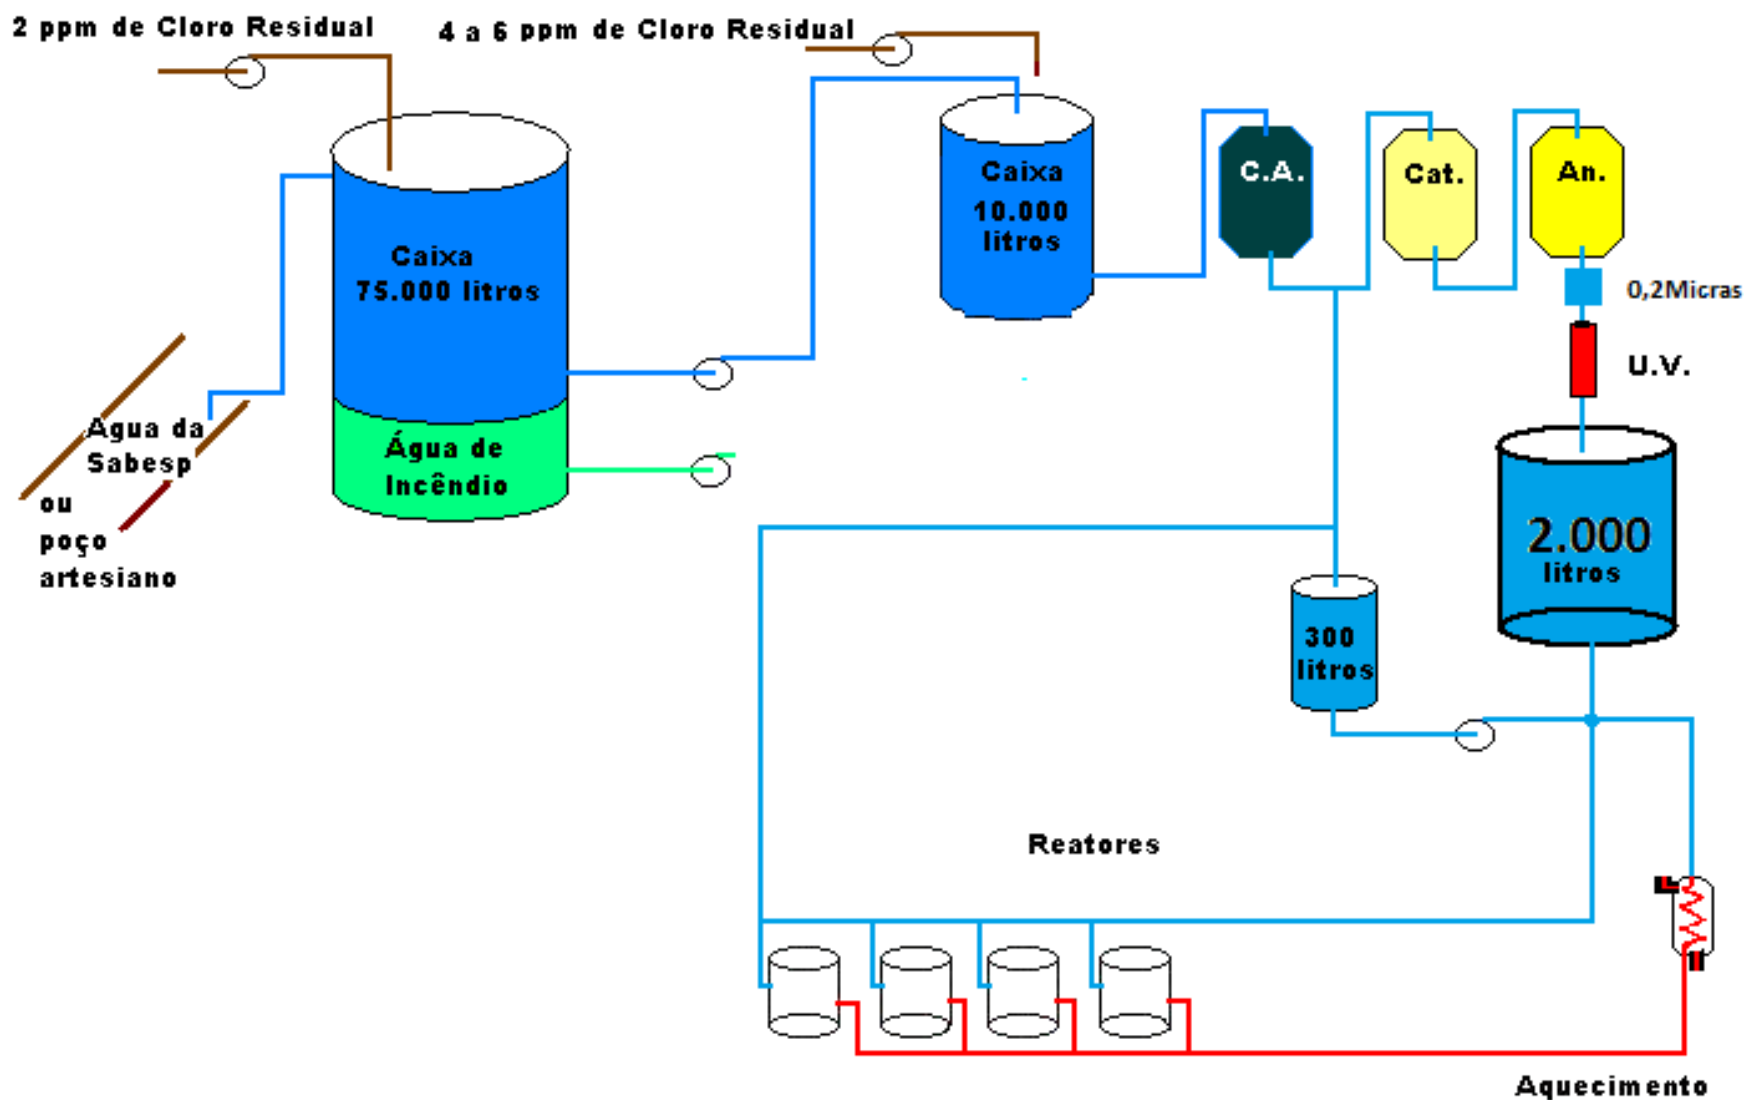 2 ppm de Cloro Residual
4 a 6 ppm de Cloro Residual
Caixa
75.000 litros
Água de
Incêndio
Agua da
Sabesp
ou
poço
artesiano
Caixa
10.000
litros
C.A.
Cat.
An.
0,2Micras
U.V.
2.000
litros
300
litros
Reatores
Aquecimento